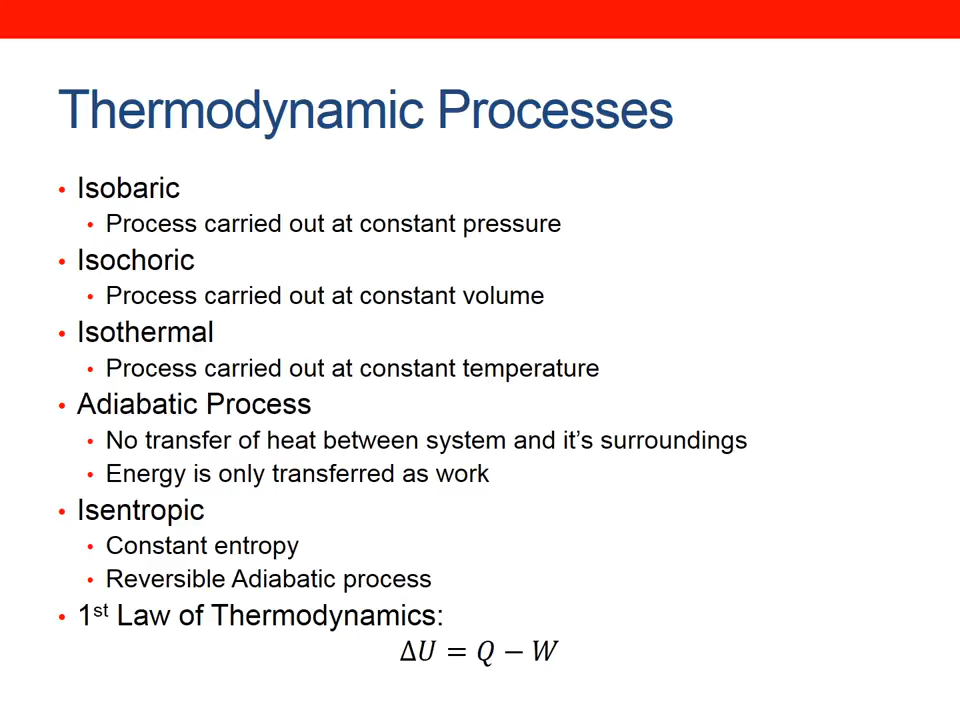 Thermodynamic Processes
• Isobaric
• Process carried out at constant pressure
• Isochoric
• Process carried out at constant volume
• Isothermal
• Process carried out at constant temperature
• Adiabatic Process
• No transfer of heat between system and it’s surroundings
• Energy is only transferred as work
• Isentropic
• Constant entropy
• Reversible Adiabatic process
• 1st Law of Thermodynamics:
Δ𝑈 = 𝑄 − 𝑊